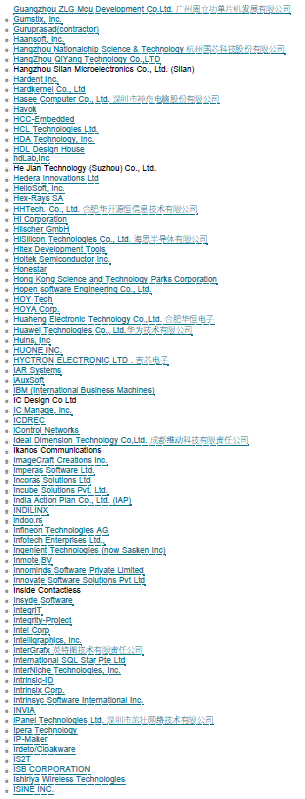 Guangzhou ZLG Mcu Development Co,Ltd. 广州周立功单片机发展有限公司
Gumstix, Inc.
Guruprasad(contractor)
Haansoft, Inc.
Hangzhou Nationalchip Science & Technology 杭州国芯科技股份有限公司
HangZhou QiYang Technology Co.,LTD
Hangzhou Silan Microelectronics Co., Ltd. (Silan)
Hardent Inc.
Hardkernel Co., Ltd
Hasee Computer Co., Ltd. 深圳市神舟电脑股份有限公司
Havok
HCC-Embedded
HCL Technologies Ltd.
HDA Technology, Inc.
HDL Design House
hdLab,Inc
He Jian Technology (Suzhou) Co., Ltd.
Hedera Innovations Ltd
HelloSoft, Inc.
Hex-Rays SA
HHTech. Co., Ltd. 合肥华开源恒信息技术有限公司
HI Corporation
Hilscher GmbH
HiSilicon Technologies Co., Ltd. 海思半导体有限公司
Hitex Development Tools
Holtek Semiconductor Inc.
Honestar
Hong Kong Science and Technology Parks Corporation
Hopen software Engineering Co., Ltd.
HOY Tech
HOYA Corp.
Huaheng Electronic Technology Co.,Ltd. 合肥华恒电子
Huawei Technologies Co., Ltd.华为技术有限公司
Huins, Inc
HUONE INC.
HYCTRON ELECTRONIC LTD . 吉芯电子
IAR Systems
iAuxSoft
IBM (International Business Machines)
IC Design Co Ltd
IC Manage, Inc.
ICDREC
iControl Networks
Ideal Dimension Technology Co,Ltd. 成都维动科技有限责任公司
Ikanos Communications
ImageCraft Creations Inc.
Imperas Software Ltd.
Incoras Solutions Ltd
Incube Solutions Pvt. Ltd.
India Action Plan Co., Ltd. (IAP)
INDILINX
Indoo.rs
Infineon Technologies AG
Infotech Enterprises Ltd.,
Ingenient Technologies (now Sasken Inc)
Inmote BV
Innominds Software Private Limited
Innovate Software Solutions Pvt Ltd
Inside Contactless
Insyde Software
IntegrIT
Integrity-Project
Intel Corp
Intelligraphics, Inc.
InterGrafx 英特图技术有限责任公司
International SQL Star Pte Ltd
InterNiche Technologies, Inc.
Intrinsic-ID
Intrinsix Corp.
Intrinsyc Software International Inc.
INVIA
iPanel Technologies Ltd. 深圳市茁壮网络技术有限公司
Ipera Technology
IP-Maker
Irdeto/Cloakware
IS2T
ISB CORPORATION
Ishiriya Wireless Technologies
ISINE INC.